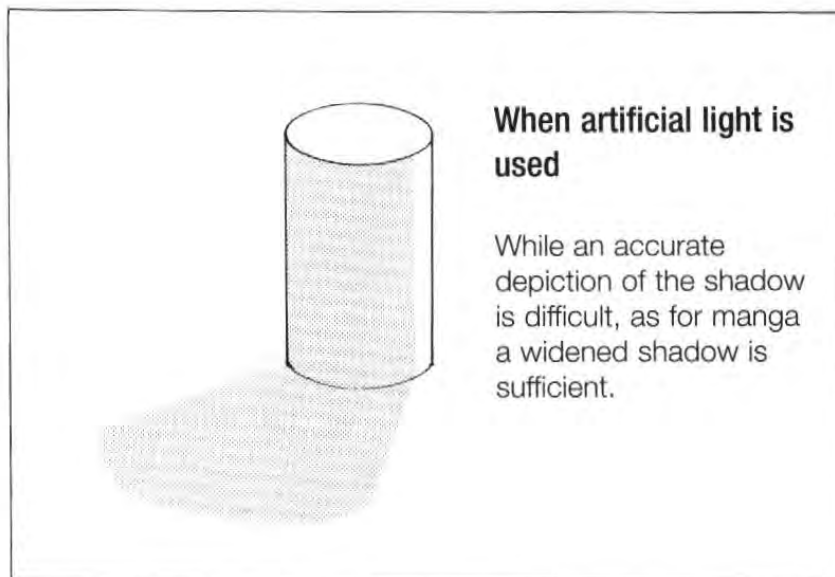 When artificial light is
used
While an accurate
depiction of the shadow
is difficult, as for manga
a widened shadow is
sufficient.